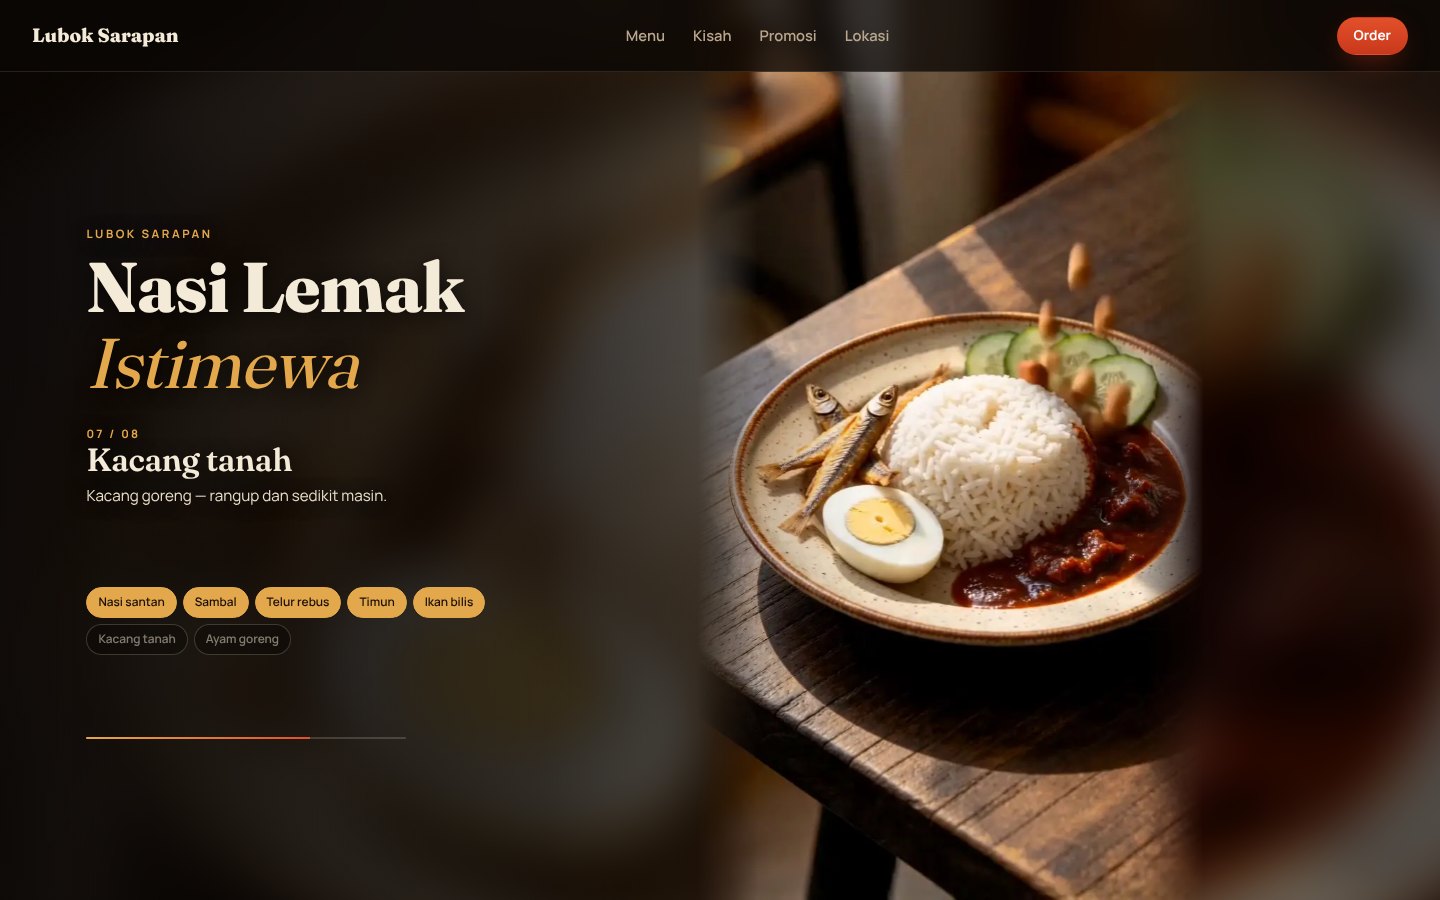 Lubok Sarapan
Menu Kisah Promosi Lokasi
Order
LUBOK SARAPAN
Nasi Lemak
Istimewa
07 / 08
Kacang tanah
Kacang goreng — rangup dan sedikit masin.
Nasi santan Sambal Telur rebus Timun Ikan bilis
Kacang tanah Ayam goreng